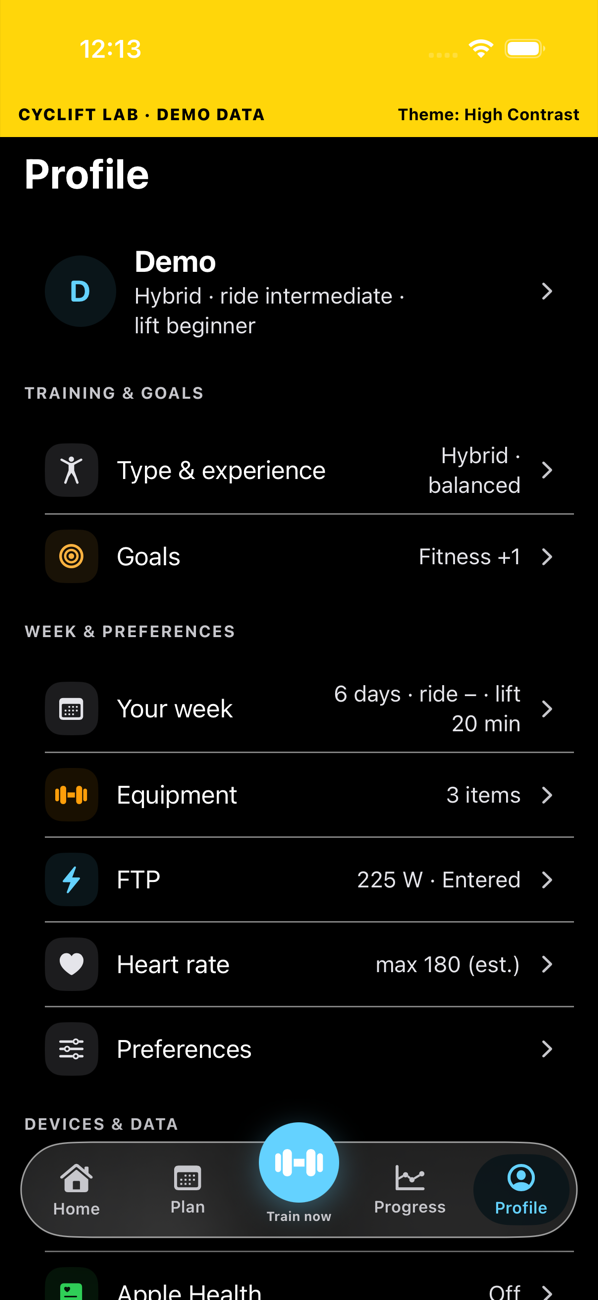 12:13
CYCLIFT LAB · DEMO DATA
Theme: High Contrast
Profile
D
Demo
Hybrid · ride intermediate ·
lift beginner
TRAINING & GOALS
Type & experience
Hybrid ·
balanced
Goals
Fitness +1
WEEK & PREFERENCES
Your week
6 days · ride – · lift
20 min
Equipment
3 items
FTP
225 W · Entered
Heart rate
max 180 (est.)
Preferences
DEVICES & DATA
Home
Plan
Train now
Progress
Profile
Apple Health
Off